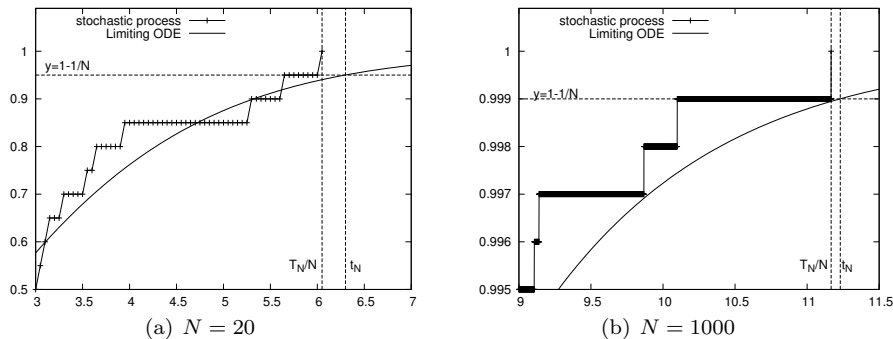 stochastic process
Limiting ODE
1
y=1-1/N
0.9
0.8
0.7
0.6
T_N/N
t_N
0.5
3
3.5
4
4.5
5
5.5
6
6.5
7
(a) N = 20
stochastic process
Limiting ODE
1
0.999
y=1-1/N
0.998
0.997
0.996
T_N/N
t_N
0.995
9
9.5
10
10.5
11
11.5
(b) N = 1000